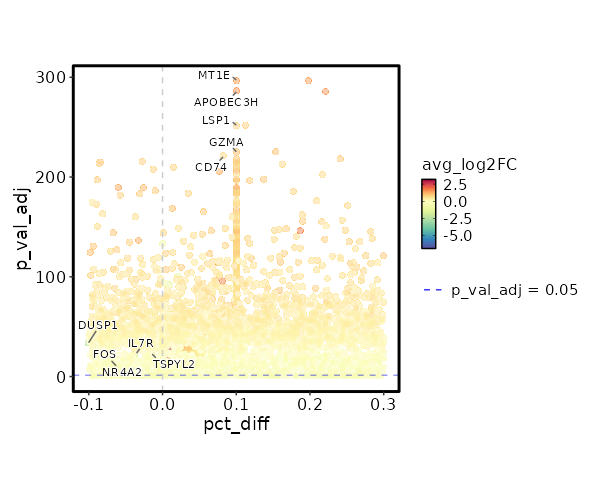 MT1E
APOBEC3H
LSP1
GZMA
CD74
DUSP1
IL7R
FOS
TSPYL2
NR4A2
300
200
100
0
p_val_adj
-0.1 0.0 0.1 0.2 0.3
pct_diff
avg_log2FC
2.5
0.0
-2.5
-5.0
p_val_adj = 0.05